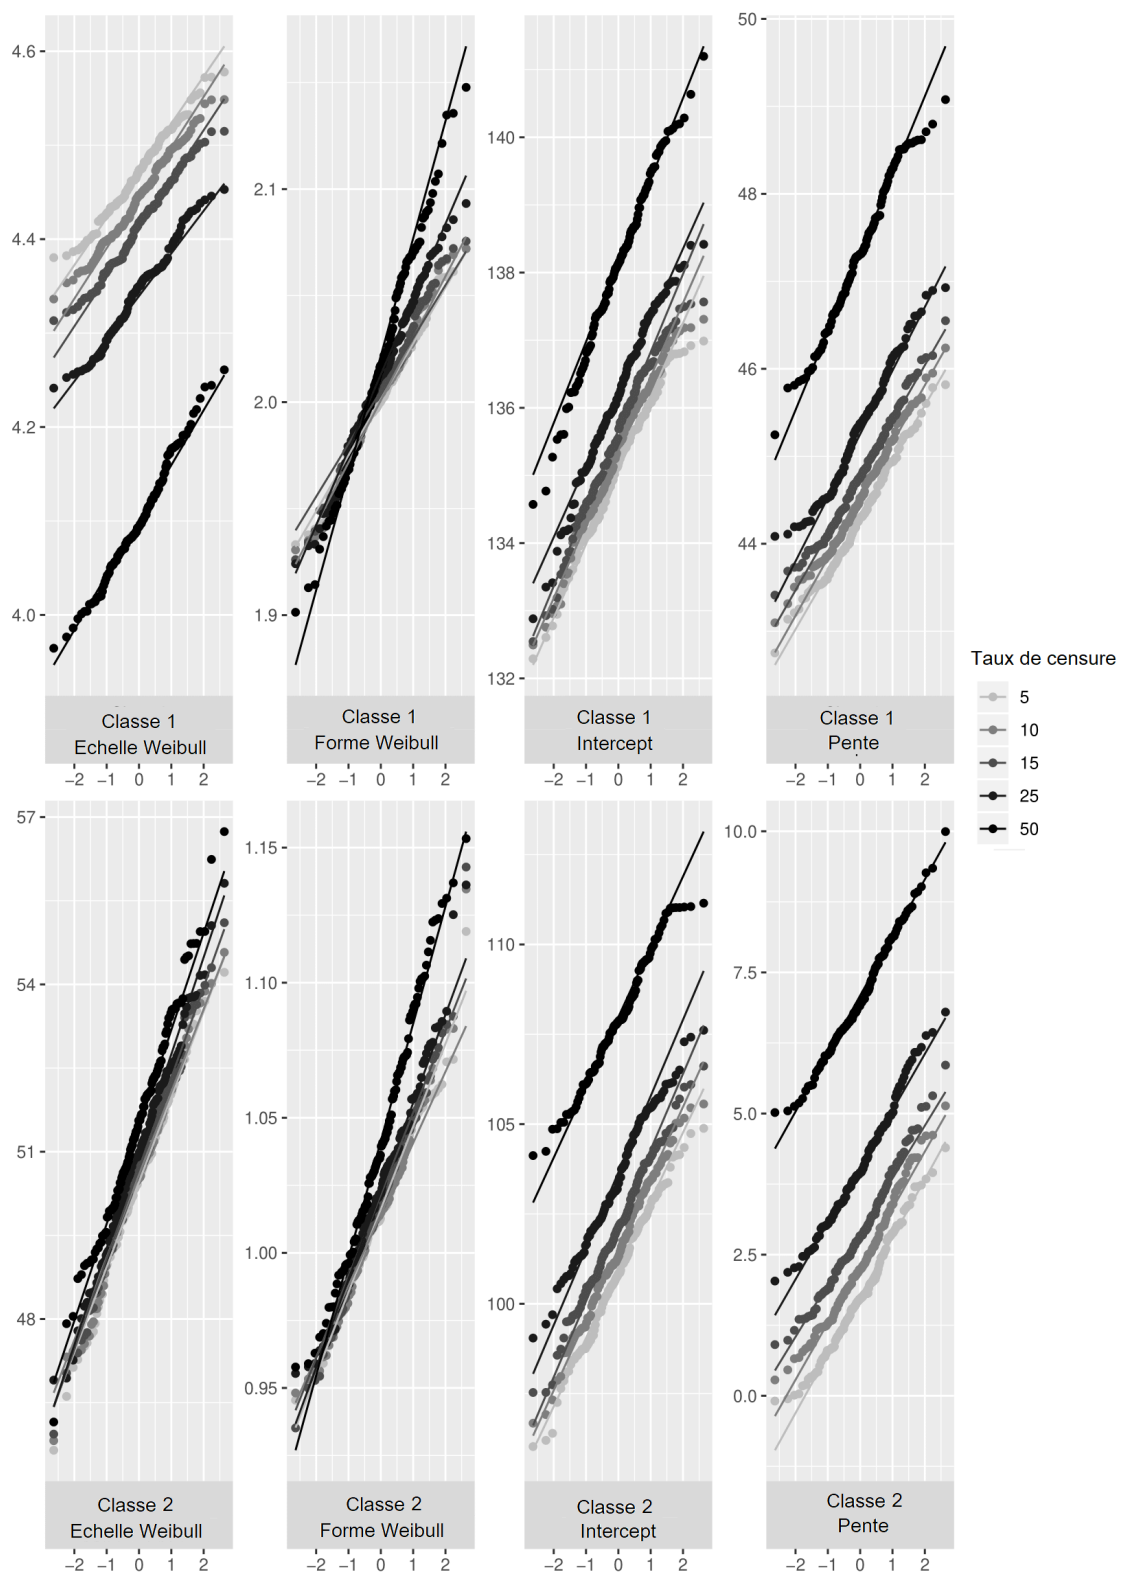 4.6
4.4
4.2
4.0
2.1
2.0
1.9
140
138
136
134
132
50
48
46
44
Classe 1
Echelle Weibull
Classe 1
Forme Weibull
Classe 1
Intercept
Classe 1
Pente
−2 −1 0 1 2
−2 −1 0 1 2
−2 −1 0 1 2
−2 −1 0 1 2
Taux de censure
5
10
15
25
50
57
54
51
48
1.15
1.10
1.05
1.00
0.95
110
105
100
10.0
7.5
5.0
2.5
0.0
Classe 2
Echelle Weibull
Classe 2
Forme Weibull
Classe 2
Intercept
Classe 2
Pente
−2 −1 0 1 2
−2 −1 0 1 2
−2 −1 0 1 2
−2 −1 0 1 2